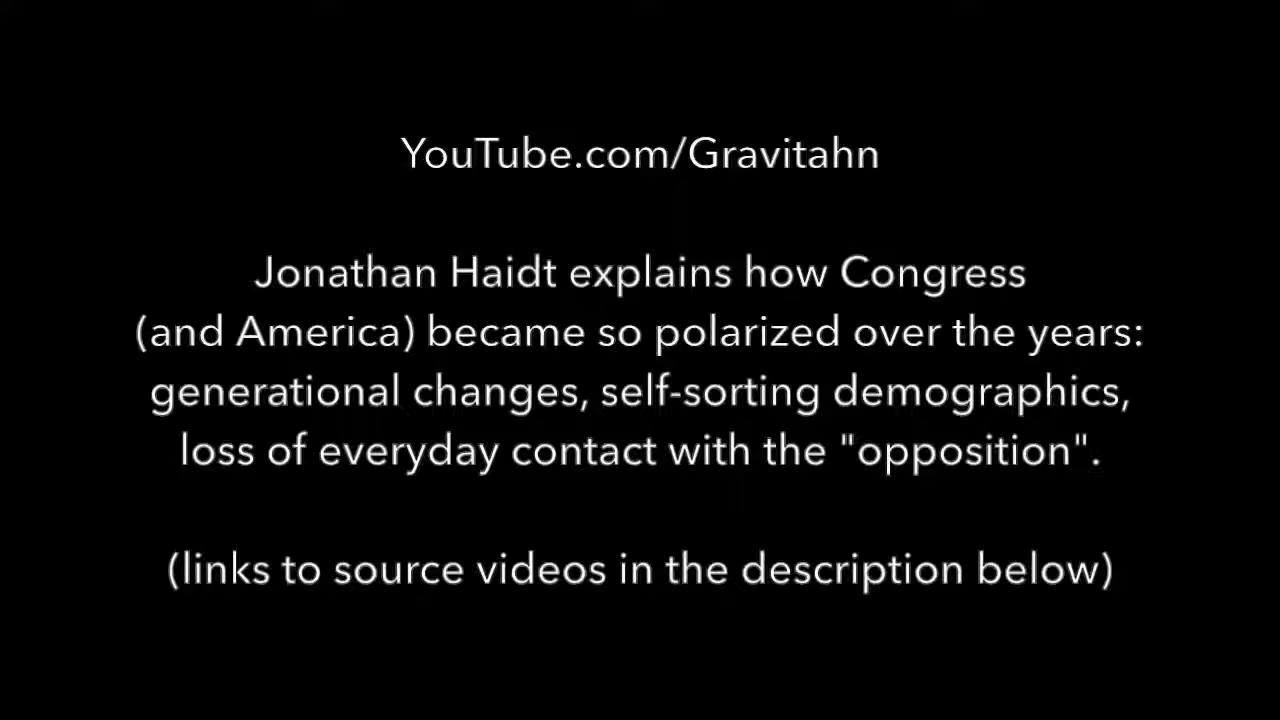 YouTube.com/Gravitahn
Jonathan Haidt explains how Congress
(and America) became so polarized over the years:
generational changes, self-sorting demographics,
loss of everyday contact with the "opposition".
(links to source videos in the description below)